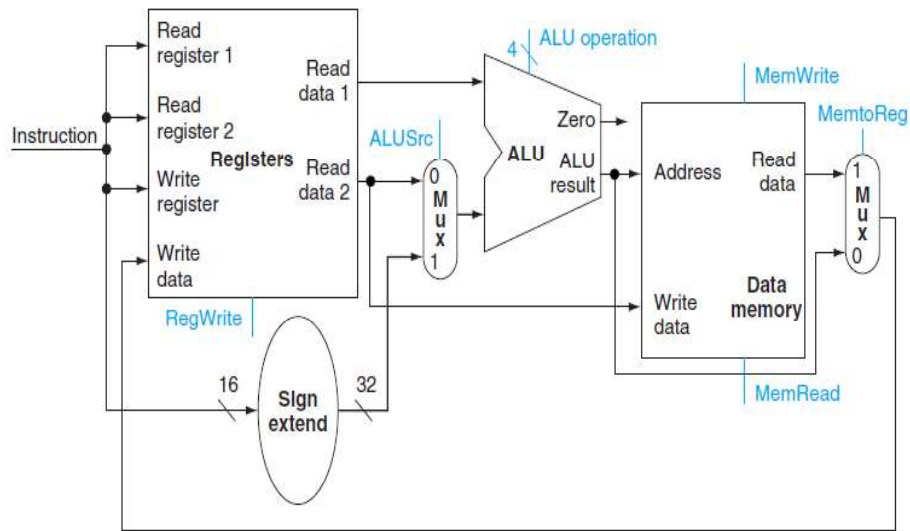 Instruction
Read
register 1
Read
register 2
Registers
Write
register
Write
data
Read
data 1
Read
data 2
RegWrite
16
Sign
extend
32
ALUSrc
0
M
u
x
1
4
ALU operation
Zero
ALU
ALU
result
MemWrite
Address
Read
data
Write
data
Data
memory
MemRead
MemtoReg
1
M
u
x
0